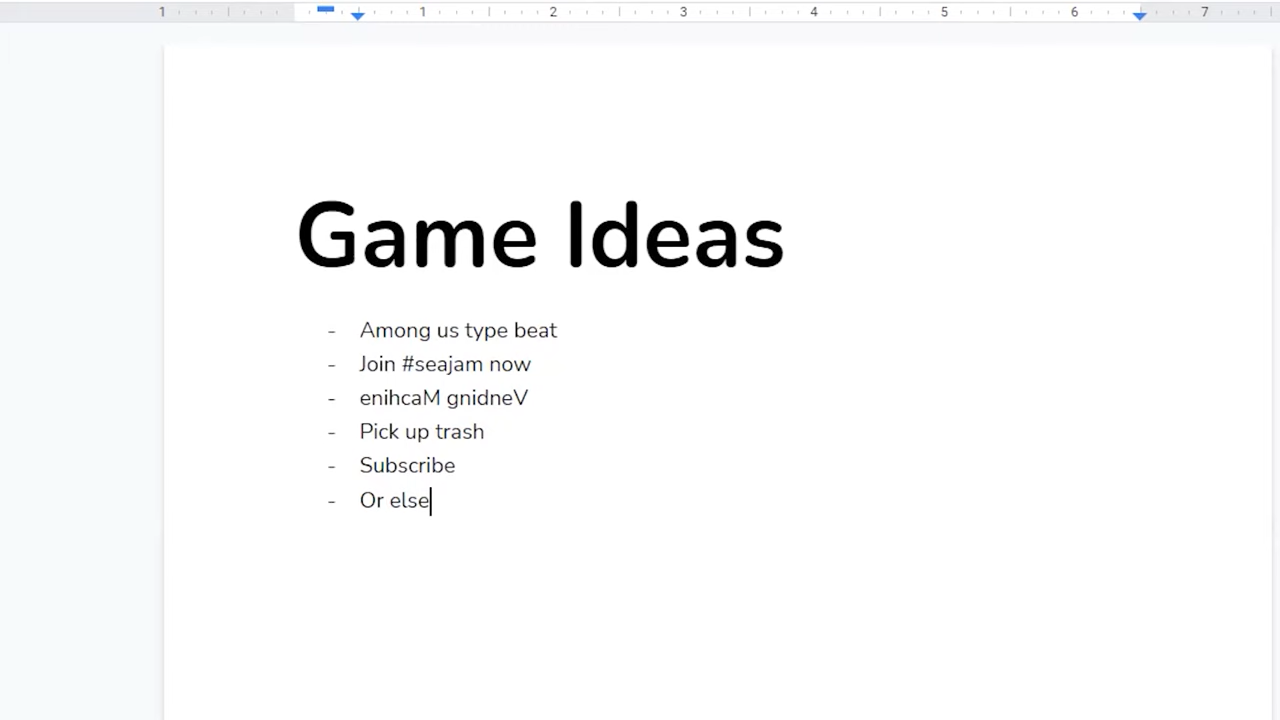 1 1 2 3 4 5 6 7
Game Ideas
- Among us type beat
- Join #seajam now
- enihcaM gnidneV
- Pick up trash
- Subscribe
- Or else